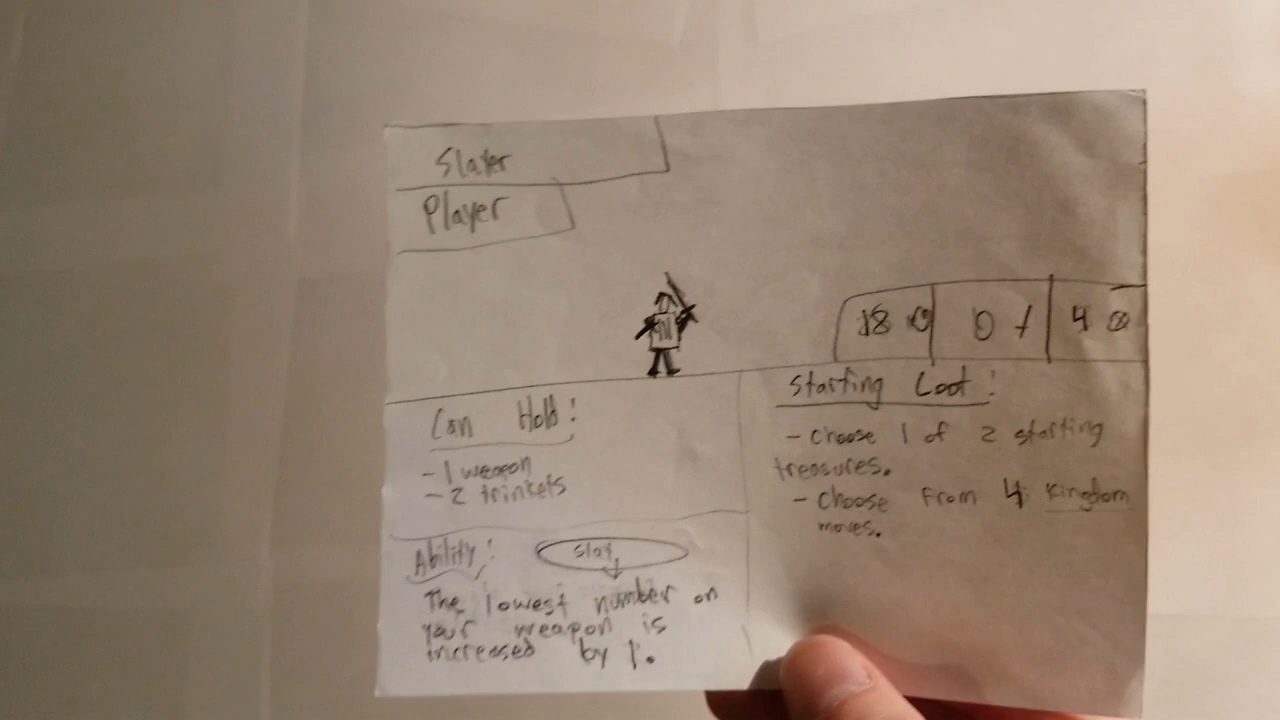 Slayer
Player
18 0 † 4
Can Hold:
- 1 weapon
- 2 trinkets
Starting Loot:
- choose 1 of 2 starting
treasures.
- Choose from 4 Kingdom
moves.
Ability:
slay
The lowest number on
your weapon is
increased by 1.